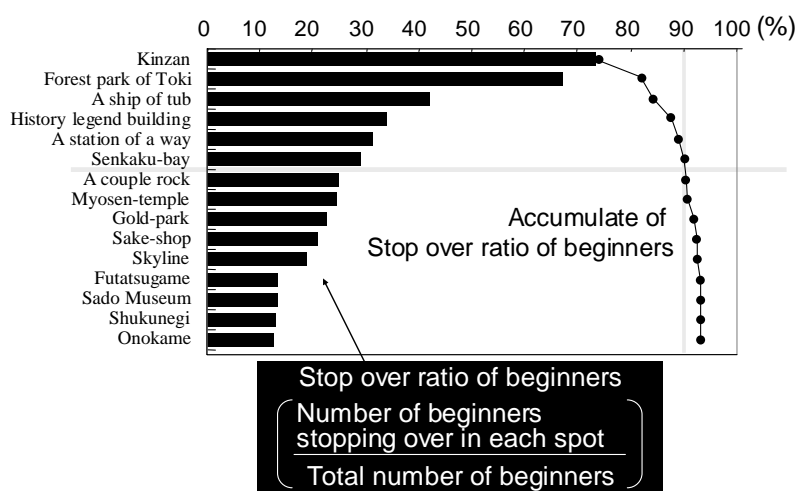 0 10 20 30 40 50 60 70 80 90 100 (%)
Kinzan
Forest park of Toki
A ship of tub
History legend building
A station of a way
Senkaku-bay
A couple rock
Myosen-temple
Gold-park
Sake-shop
Skyline
Futatsugame
Sado Museum
Shukunegi
Onokame
Accumulate of
Stop over ratio of beginners
Stop over ratio of beginners
Number of beginners
stopping over in each spot
Total number of beginners